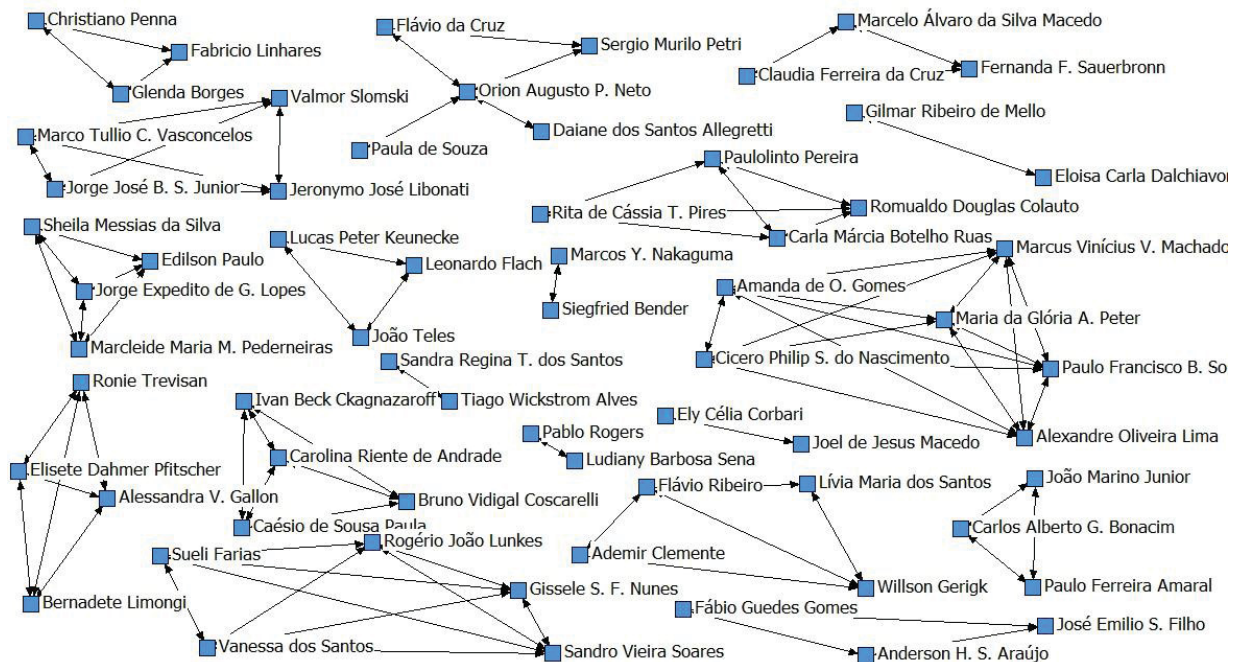 Christiano Penna
Fabricio Linhares
Glenda Borges
Flávio da Cruz
Sergio Murilo Petri
Orion Augusto P. Neto
Daiane dos Santos Allegretti
Paula de Souza
Marcelo Álvaro da Silva Macedo
Claudia Ferreira da Cruz
Fernanda F. Sauerbronn
Gilmar Ribeiro de Mello
Eloisa Carla Dalchiavon
Valmor Slomski
Marco Tullio C. Vasconcelos
Jorge José B. S. Junior
Jeronymo José Libonati
Paulolinto Pereira
Rita de Cássia T. Pires
Romualdo Douglas Colauto
Carla Márcia Botelho Ruas
Sheila Messias da Silva
Edilson Paulo
Jorge Expedito de G. Lopes
Marcleide Maria M. Pederneiras
Lucas Peter Keunecke
Leonardo Flach
João Teles
Marcos Y. Nakaguma
Siegfried Bender
Marcus Vinícius V. Machado
Amanda de O. Gomes
Maria da Glória A. Peter
Cicero Philip S. do Nascimento
Paulo Francisco B. So
Alexandre Oliveira Lima
Sandra Regina T. dos Santos
Tiago Wickstrom Alves
Ronie Trevisan
Elisete Dahmer Pfitscher
Alessandra V. Gallon
Bernadete Limongi
Ivan Beck Ckagnazaroff
Carolina Riente de Andrade
Bruno Vidigal Coscarelli
Caésio de Sousa Paula
Pablo Rogers
Ludiany Barbosa Sena
Ely Célia Corbari
Joel de Jesus Macedo
Flávio Ribeiro
Lívia Maria dos Santos
Ademir Clemente
Willson Gerigk
João Marino Junior
Carlos Alberto G. Bonacim
Paulo Ferreira Amaral
Sueli Farias
Rogério João Lunkes
Gissele S. F. Nunes
Vanessa dos Santos
Sandro Vieira Soares
Fábio Guedes Gomes
José Emilio S. Filho
Anderson H. S. Araújo